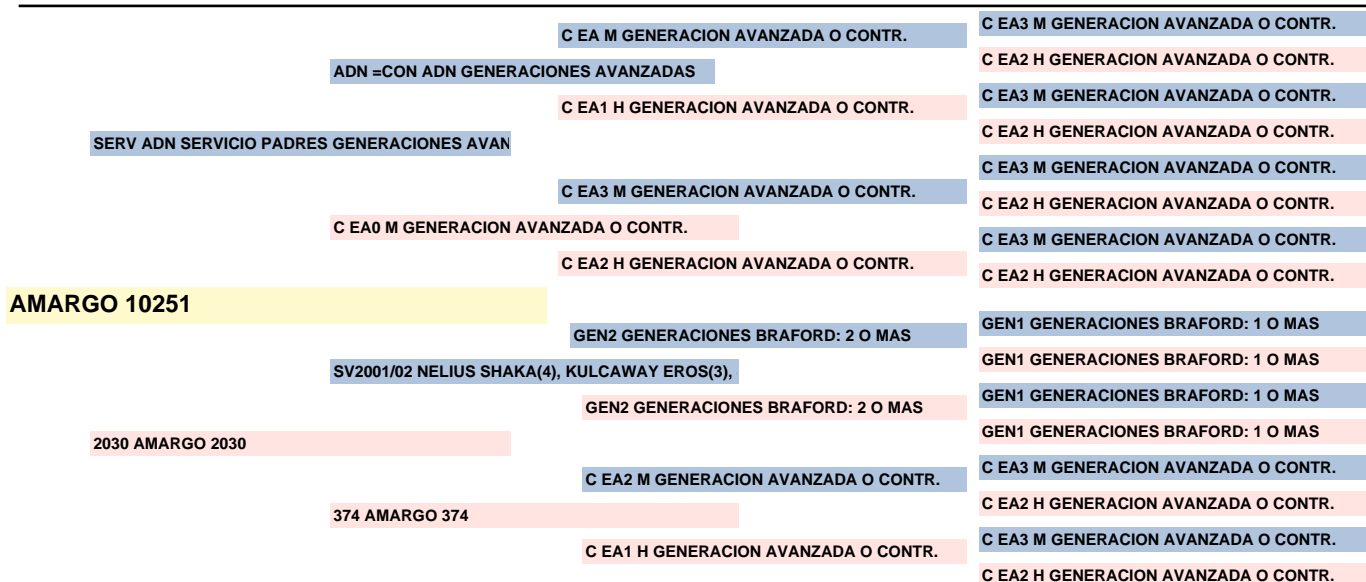 C EA3 M GENERACION AVANZADA O CONTR.
C EA M GENERACION AVANZADA O CONTR.
C EA2 H GENERACION AVANZADA O CONTR.
ADN =CON ADN GENERACIONES AVANZADAS
C EA3 M GENERACION AVANZADA O CONTR.
C EA1 H GENERACION AVANZADA O CONTR.
C EA2 H GENERACION AVANZADA O CONTR.
SERV ADN SERVICIO PADRES GENERACIONES AVAN
C EA3 M GENERACION AVANZADA O CONTR.
C EA3 M GENERACION AVANZADA O CONTR.
C EA2 H GENERACION AVANZADA O CONTR.
C EA0 M GENERACION AVANZADA O CONTR.
C EA3 M GENERACION AVANZADA O CONTR.
C EA2 H GENERACION AVANZADA O CONTR.
C EA2 H GENERACION AVANZADA O CONTR.
AMARGO 10251
GEN1 GENERACIONES BRAFORD: 1 O MAS
GEN2 GENERACIONES BRAFORD: 2 O MAS
GEN1 GENERACIONES BRAFORD: 1 O MAS
SV2001/02 NELIUS SHAKA(4), KULCAWAY EROS(3),
GEN1 GENERACIONES BRAFORD: 1 O MAS
GEN2 GENERACIONES BRAFORD: 2 O MAS
GEN1 GENERACIONES BRAFORD: 1 O MAS
2030 AMARGO 2030
C EA3 M GENERACION AVANZADA O CONTR.
C EA2 M GENERACION AVANZADA O CONTR.
C EA2 H GENERACION AVANZADA O CONTR.
374 AMARGO 374
C EA3 M GENERACION AVANZADA O CONTR.
C EA1 H GENERACION AVANZADA O CONTR.
C EA2 H GENERACION AVANZADA O CONTR.